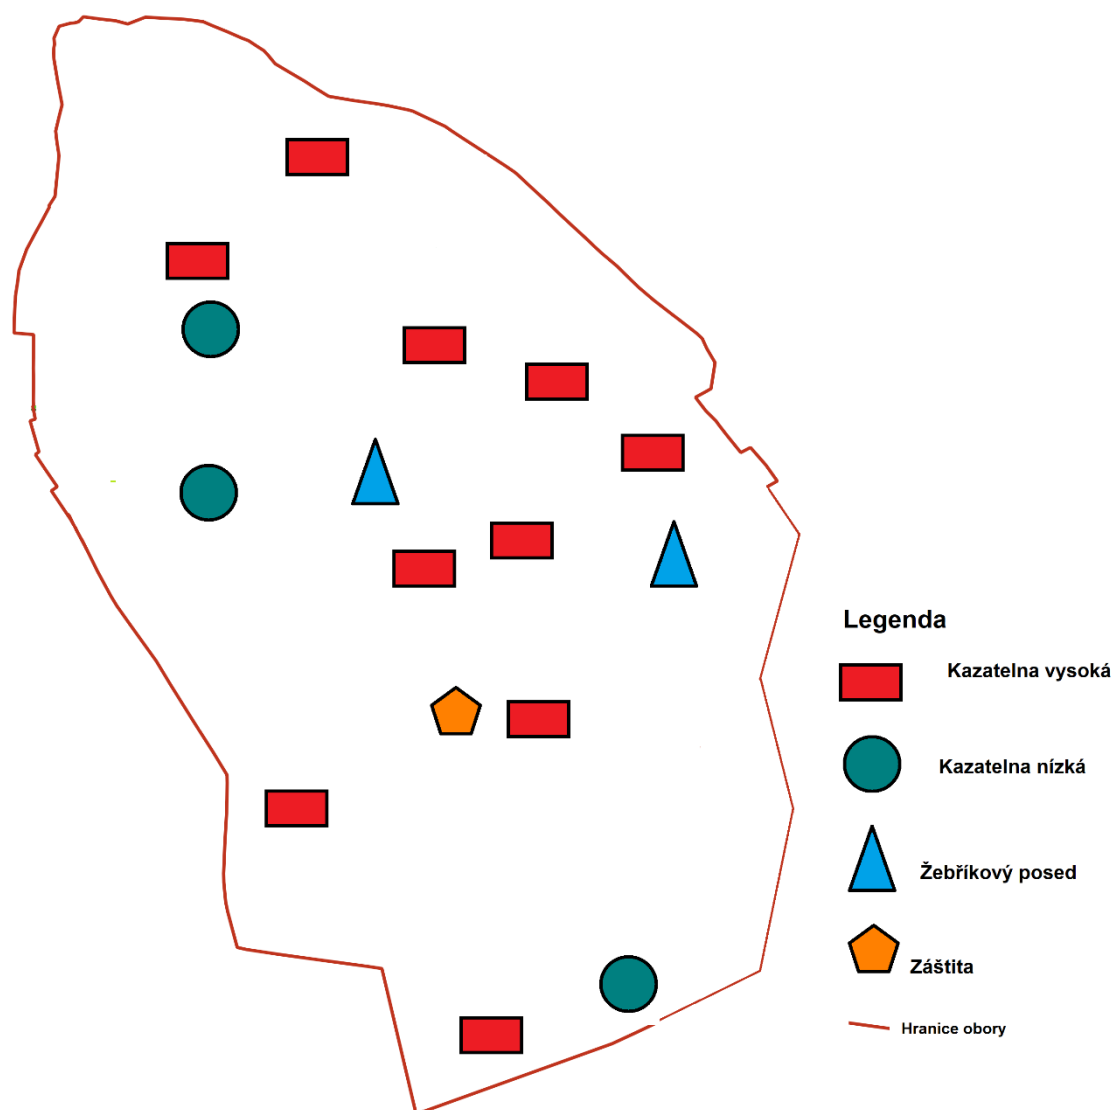 Legenda
Kazatelna vysoká
Kazatelna nízká
Žebříkový posed
Záštita
Hranice obory